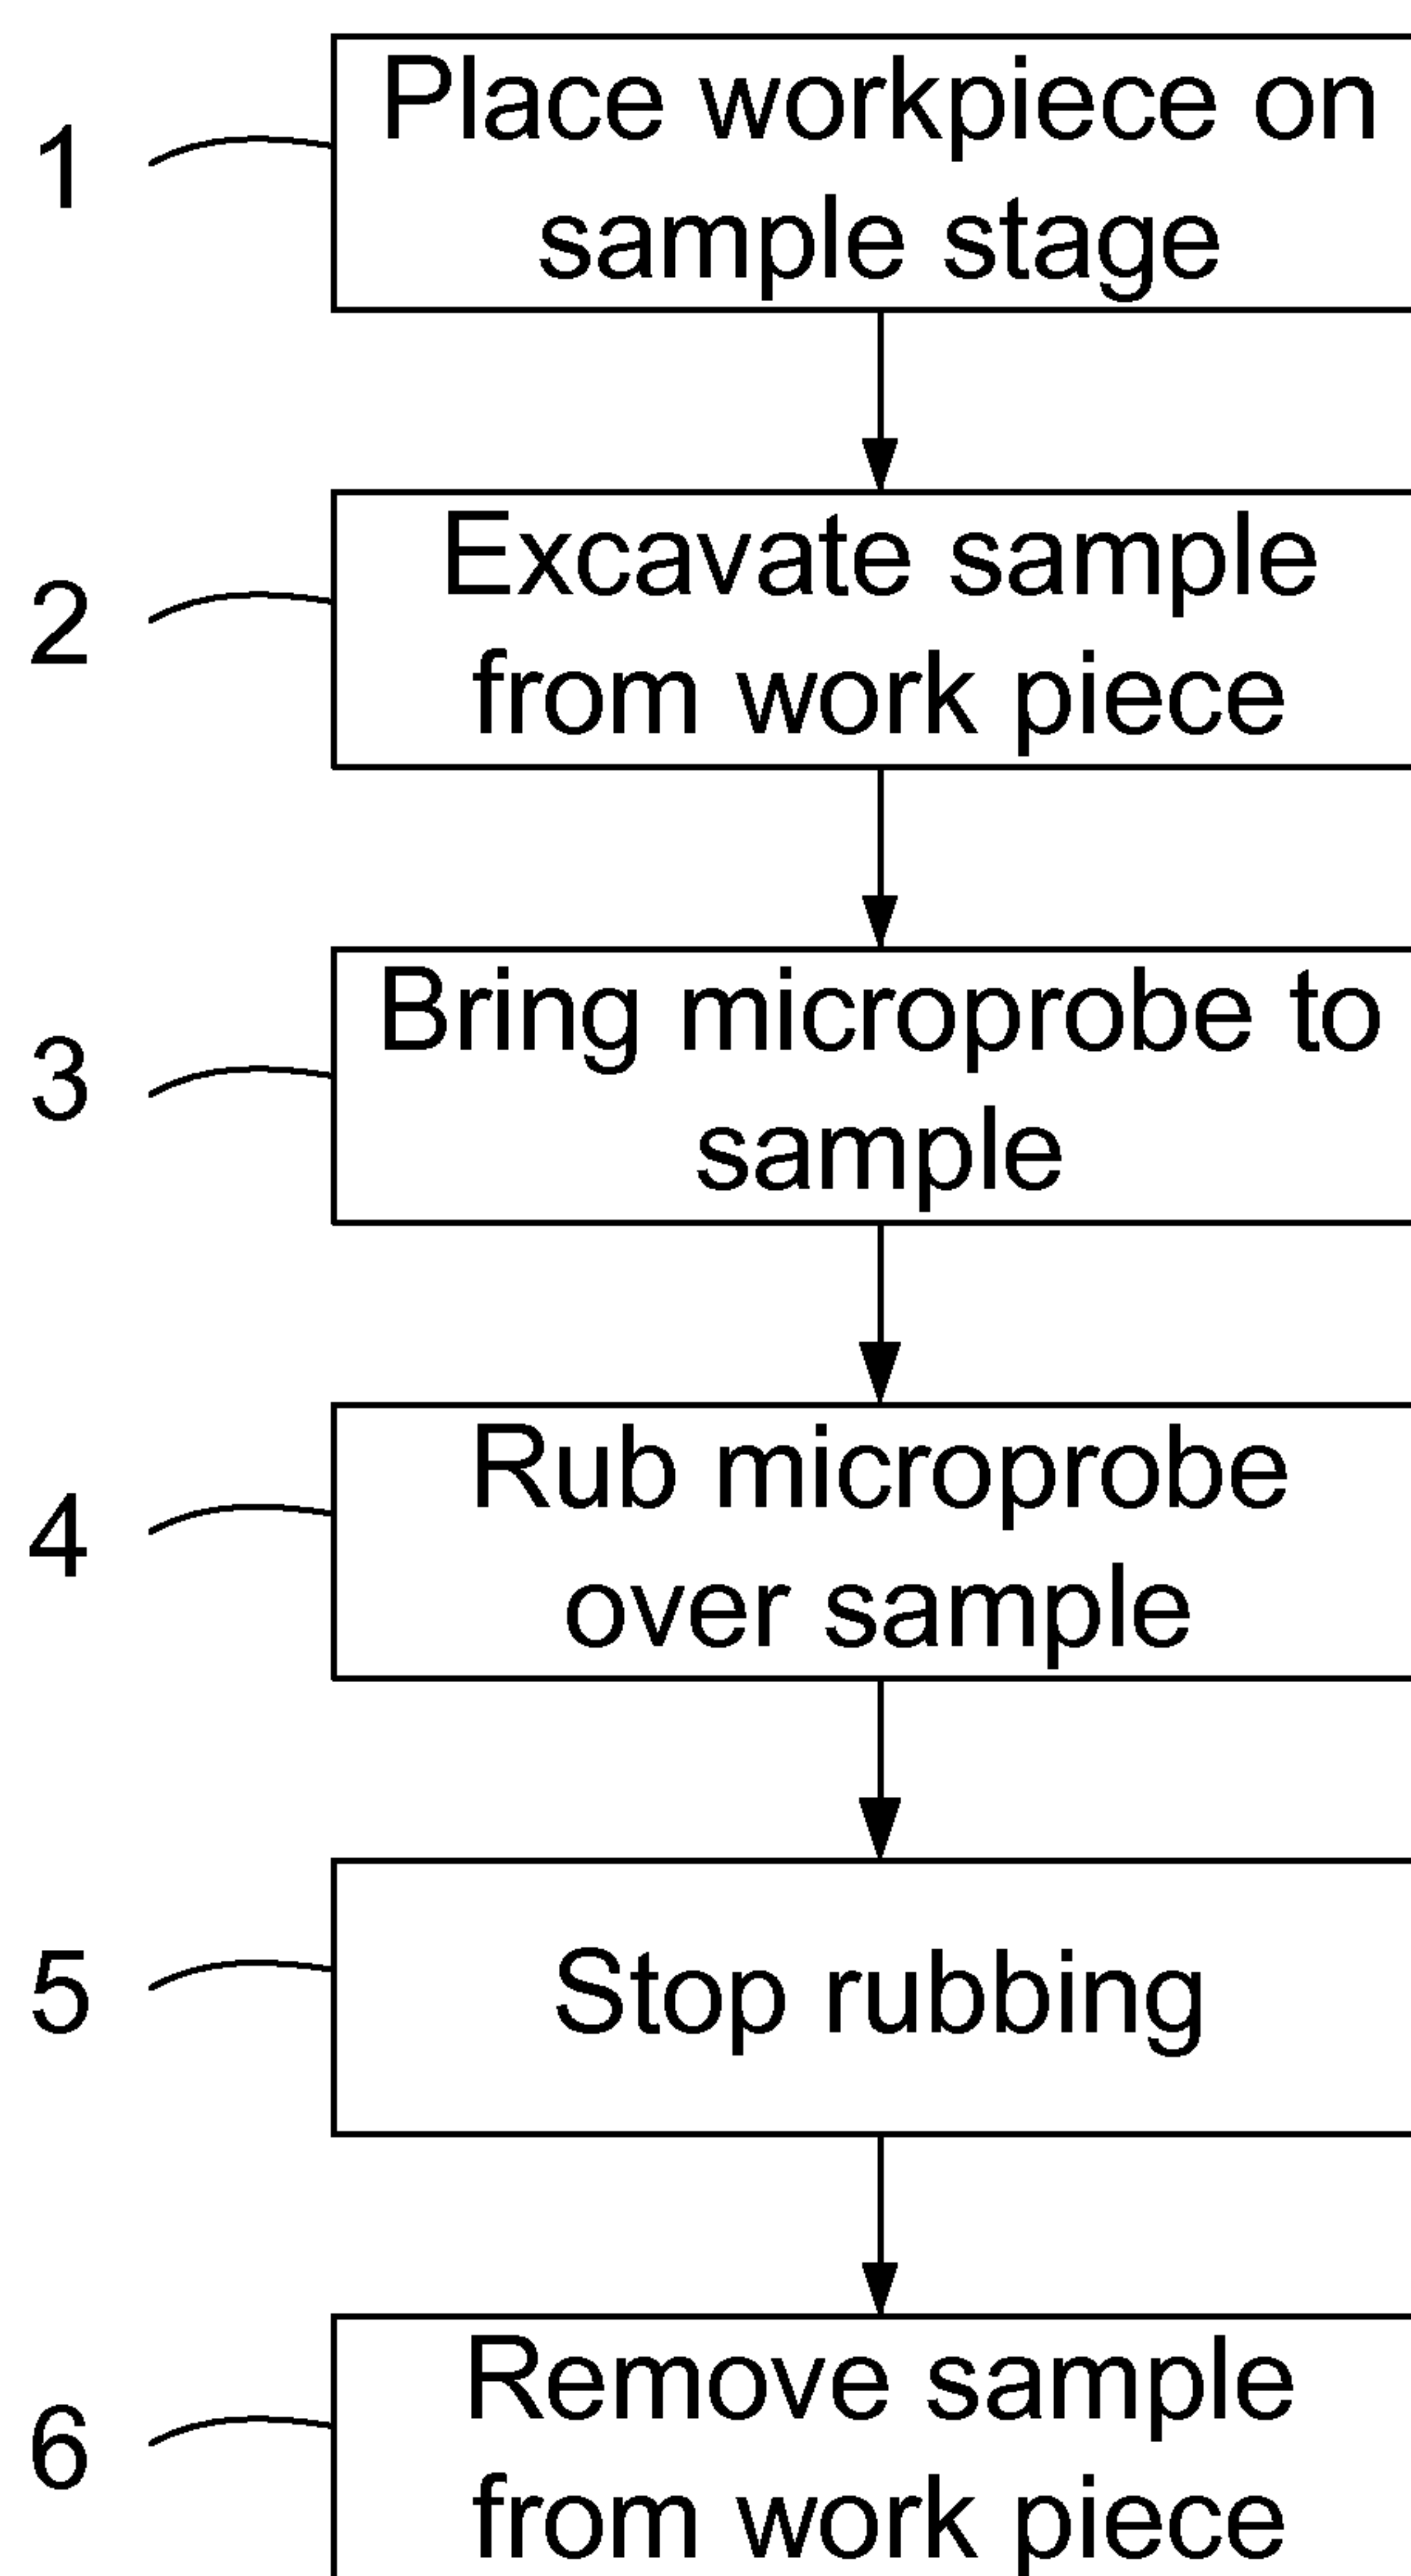 1
Place workpiece on
sample stage
2
Excavate sample
from work piece
3
Bring microprobe to
sample
4
Rub microprobe
over sample
5
Stop rubbing
6
Remove sample
from work piece